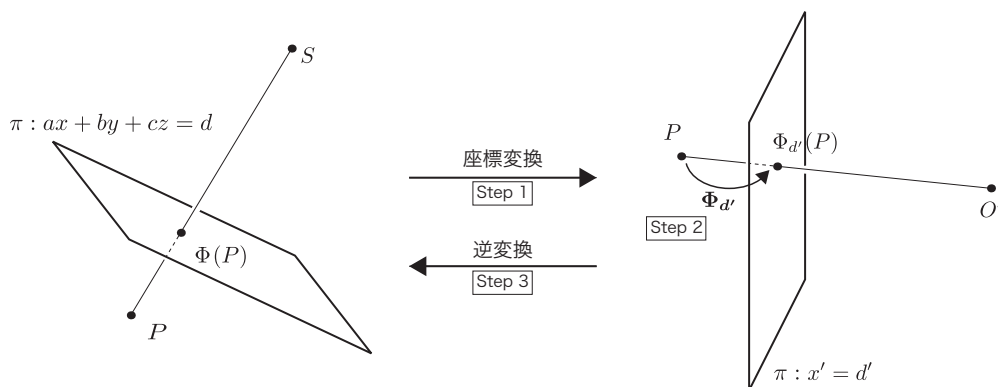 S
π : ax + by + cz = d
Φ(P)
P
座標変換
Step 1
逆変換
Step 3
P
Φ_{d′}(P)
Φ_{d′}
Step 2
O
π : x′ = d′